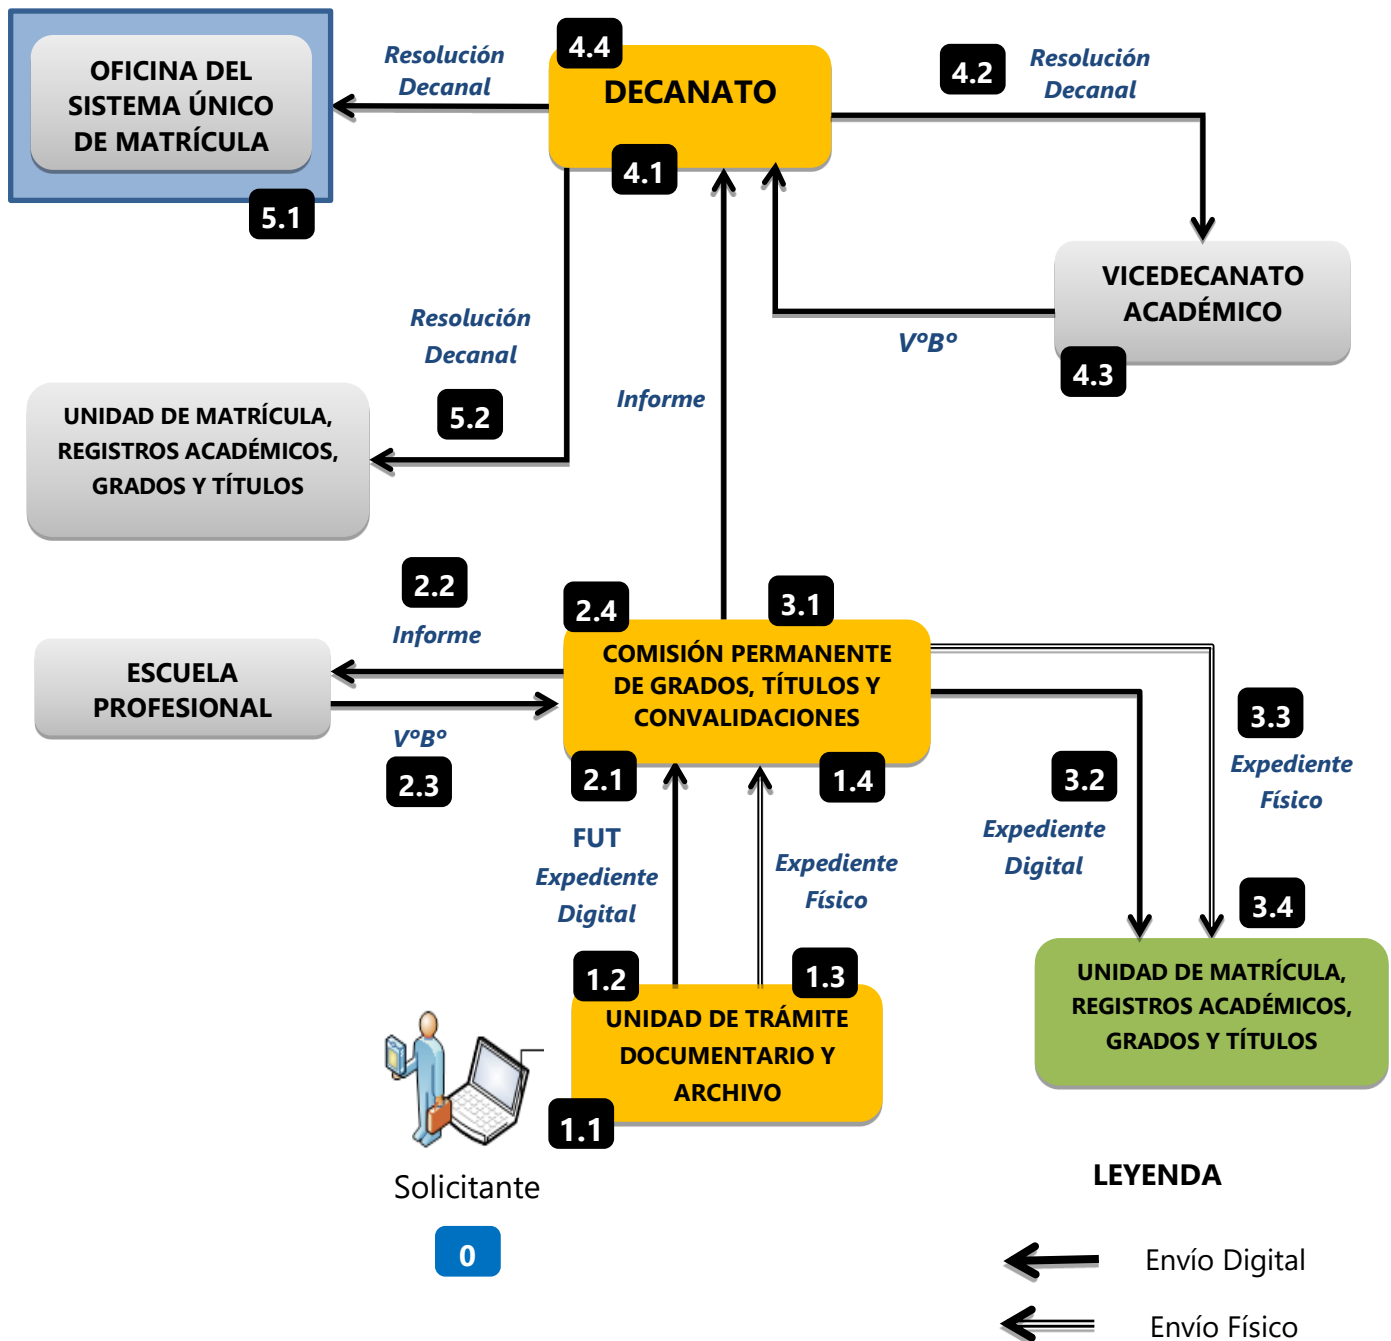 4.4
Resolución
Decanal
OFICINA DEL
SISTEMA ÚNICO
DE MATRÍCULA
DECANATO
4.2
Resolución
Decanal
4.1
5.1
VICEDECANATO
ACADÉMICO
VºBº
4.3
Resolución
Decanal
Informe
5.2
UNIDAD DE MATRÍCULA,
REGISTROS ACADÉMICOS,
GRADOS Y TÍTULOS
2.2
Informe
2.4
3.1
ESCUELA
PROFESIONAL
COMISIÓN PERMANENTE
DE GRADOS, TÍTULOS Y
CONVALIDACIONES
VºBº
2.3
2.1
1.4
3.3
Expediente
Físico
3.2
Expediente
Digital
FUT
Expediente
Digital
Expediente
Físico
3.4
1.2
1.3
UNIDAD DE TRÁMITE
DOCUMENTARIO Y
ARCHIVO
UNIDAD DE MATRÍCULA,
REGISTROS ACADÉMICOS,
GRADOS Y TÍTULOS
1.1
Solicitante
0
LEYENDA
Envío Digital
Envío Físico